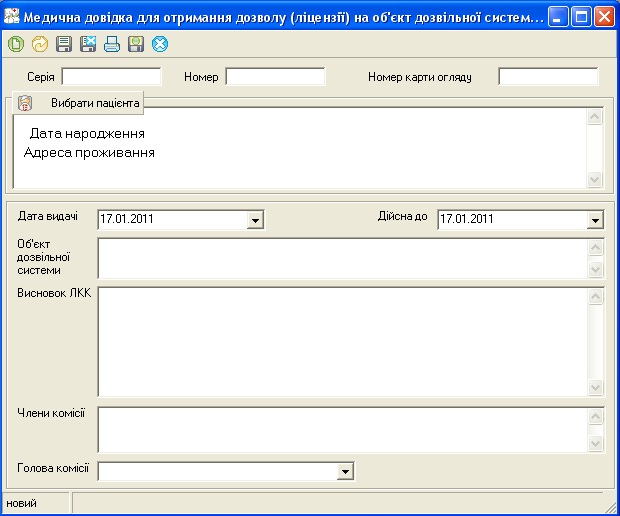 Медична довідка для отримання дозволу (ліцензії) на об'єкт дозвільної систем...
Серія
Номер
Номер карти огляду
Вибрати пацієнта
Дата народження
Адреса проживання
Дата видачі
17.01.2011
Дійсна до
17.01.2011
Об'єкт
дозвільної
системи
Висновок ЛКК
Члени комісії
Голова комісії
новий